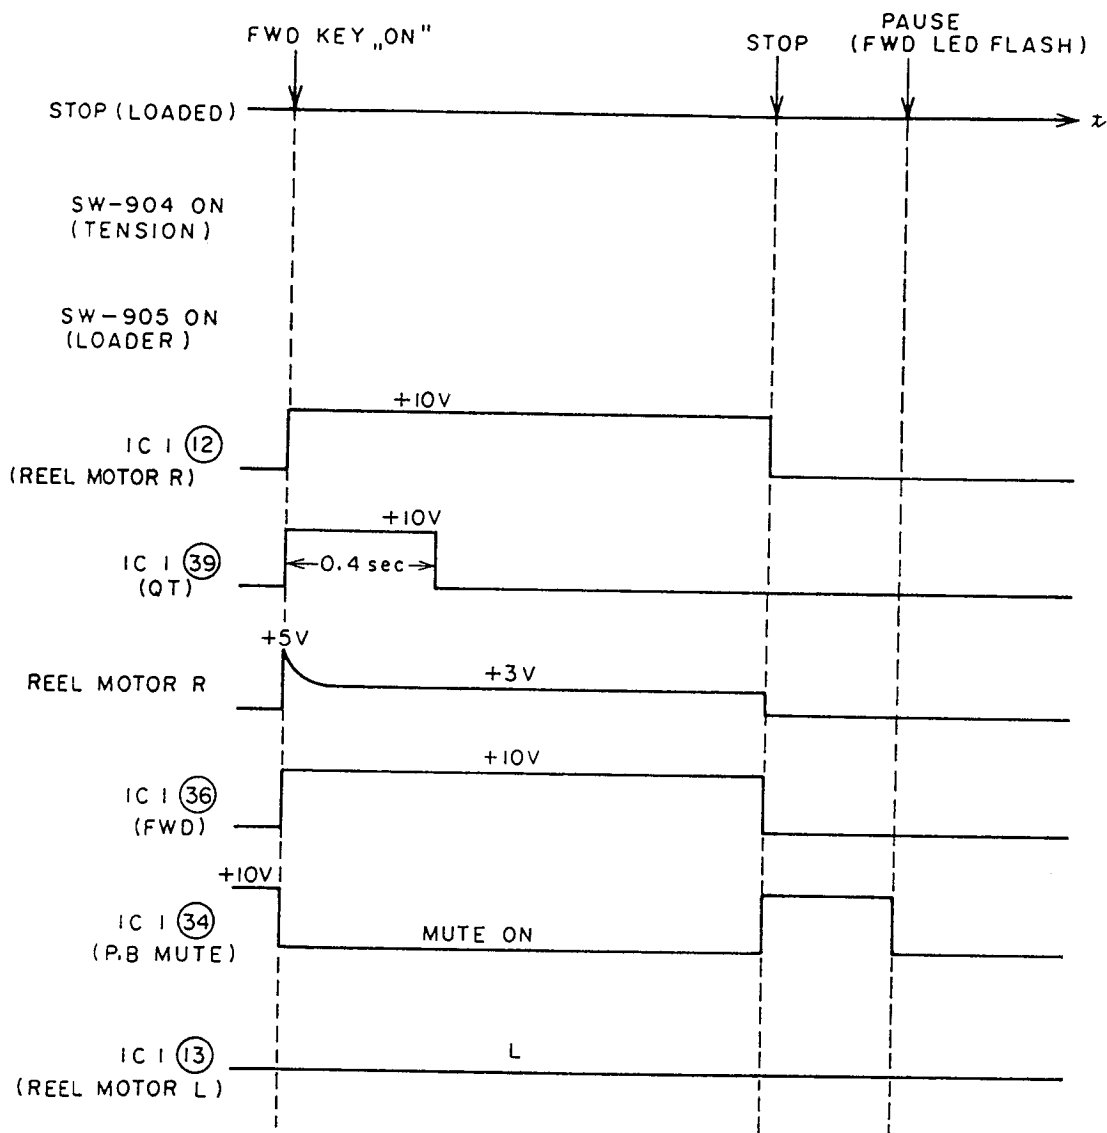 FWD KEY „ON"
STOP
PAUSE
(FWD LED FLASH)
STOP (LOADED)
t
SW-904 ON
(TENSION)
SW-905 ON
(LOADER)
+10V
IC 1 12
(REEL MOTOR R)
+10V
IC 1 39
(QT)
0.4 sec
+5V
REEL MOTOR R
+3V
+10V
IC 1 36
(FWD)
+10V
IC 1 34
(P.B MUTE)
MUTE ON
IC 1 13
(REEL MOTOR L)
L